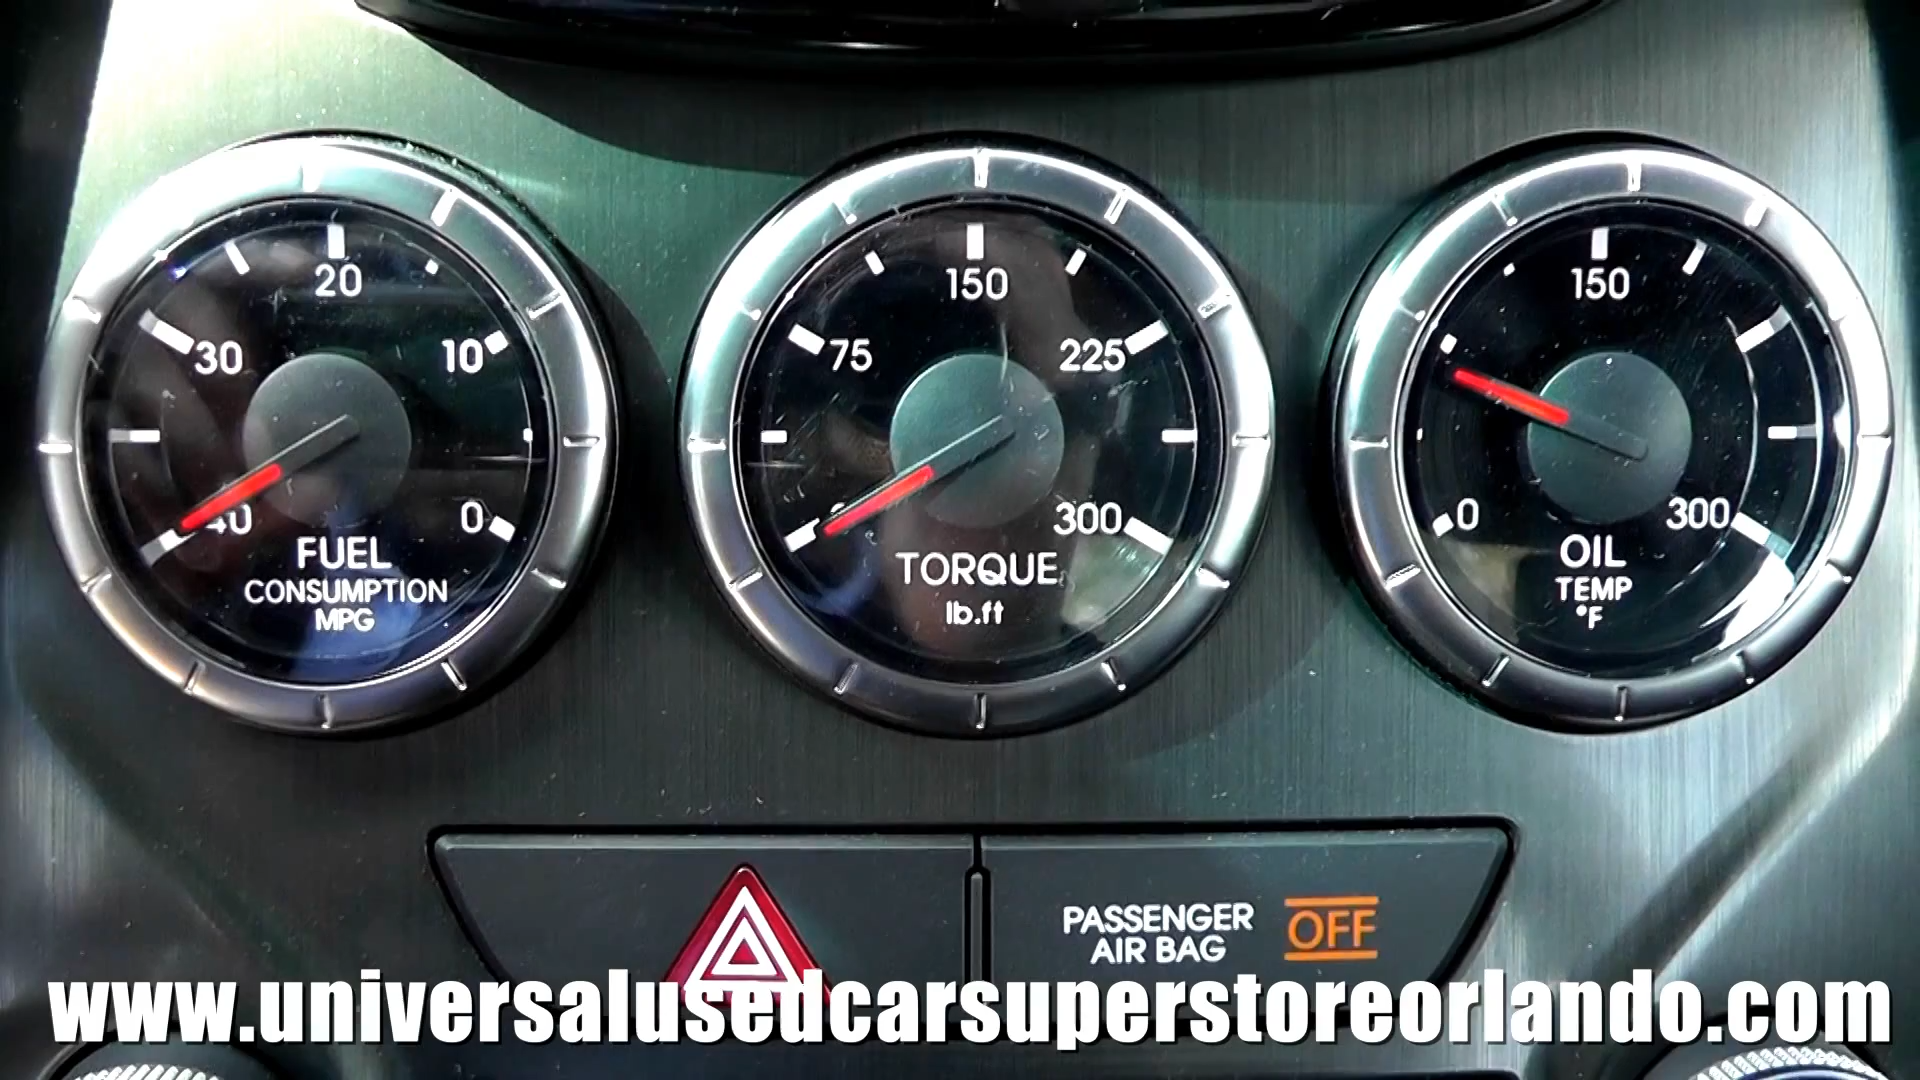 20
30
10
40
0
FUEL
CONSUMPTION
MPG
150
75
225
300
TORQUE
lb.ft
150
0
300
OIL
TEMP
°F
PASSENGER
AIR BAG
OFF
www.universalusedcarsuperstoreorlando.com